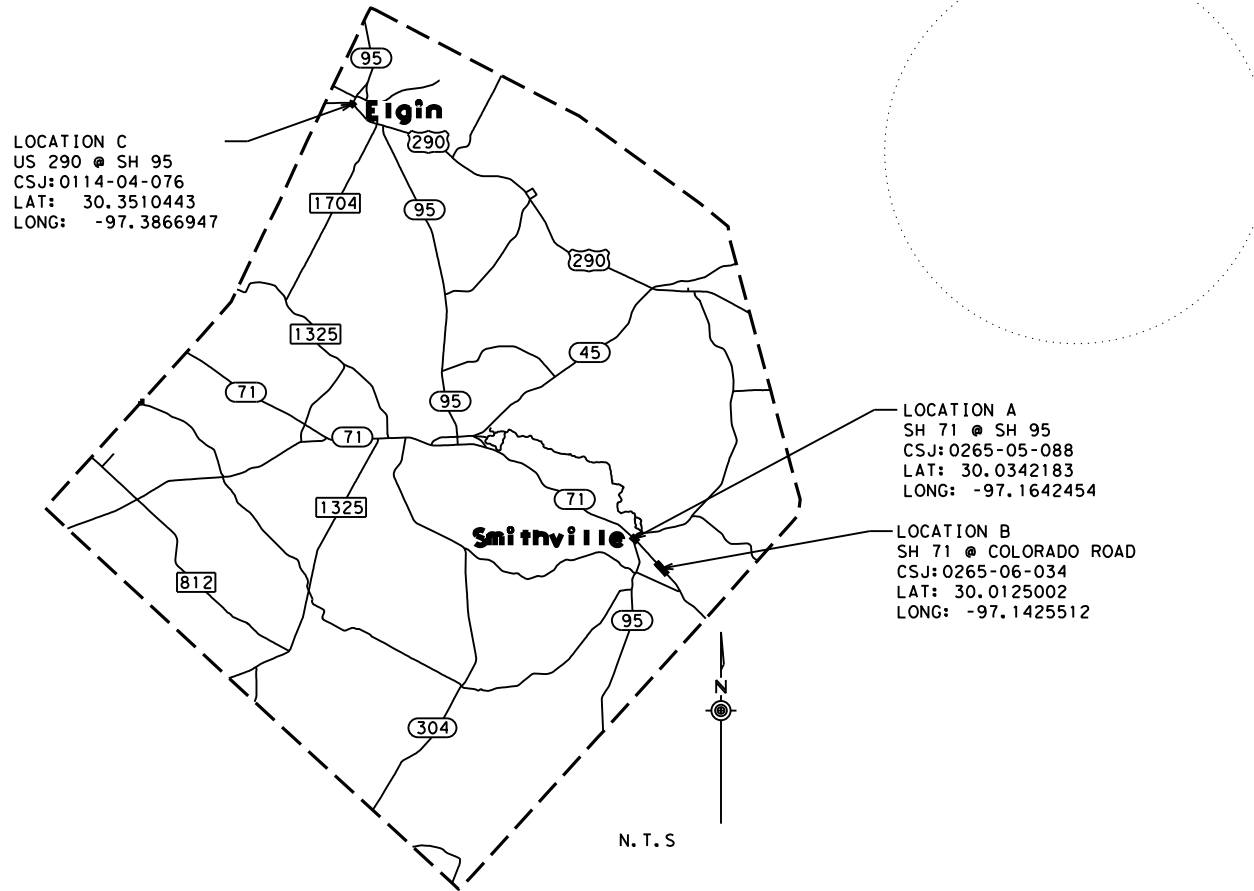 95
Elgin
290
LOCATION C
US 290 @ SH 95
CSJ:0114-04-076
LAT: 30.3510443
LONG: -97.3866947
1704
95
290
1325
45
71
95
71
LOCATION A
SH 71 @ SH 95
CSJ:0265-05-088
LAT: 30.0342183
LONG: -97.1642454
71
1325
Smithville
LOCATION B
SH 71 @ COLORADO ROAD
CSJ:0265-06-034
LAT: 30.0125002
LONG: -97.1425512
812
95
N
304
N.T.S